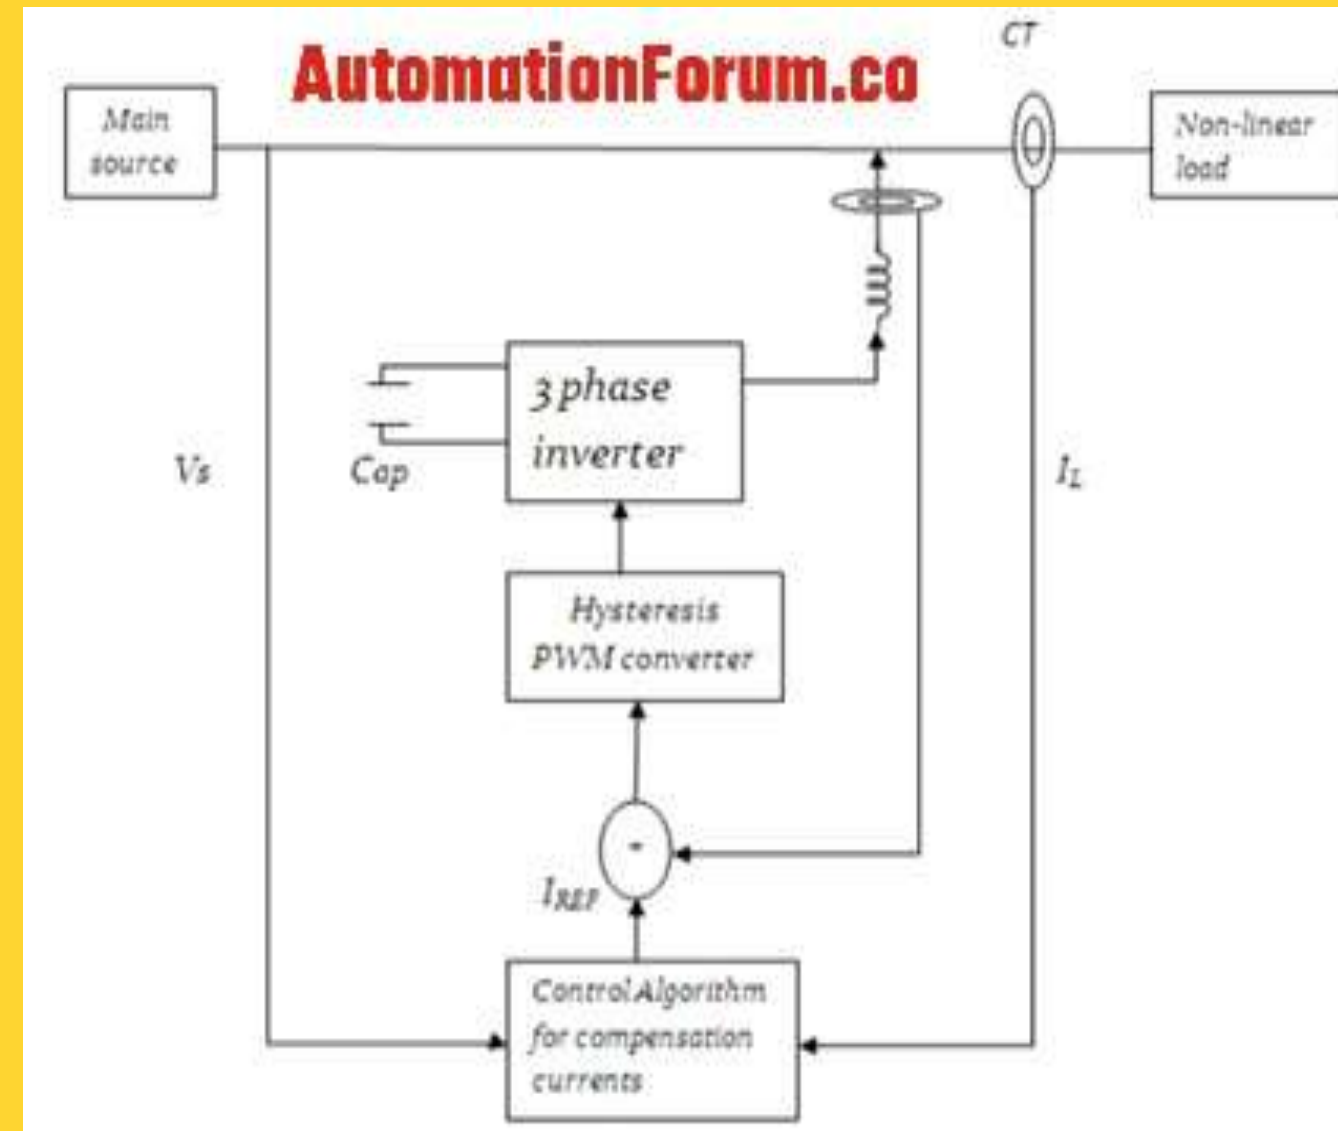 CT
AutomationForum.co
Main
source
Non-linear
load
3 phase
inverter
Vs
Cap
IL
Hysteresis
PWM converter
-
IREF
Control Algorithm
for compensation
currents